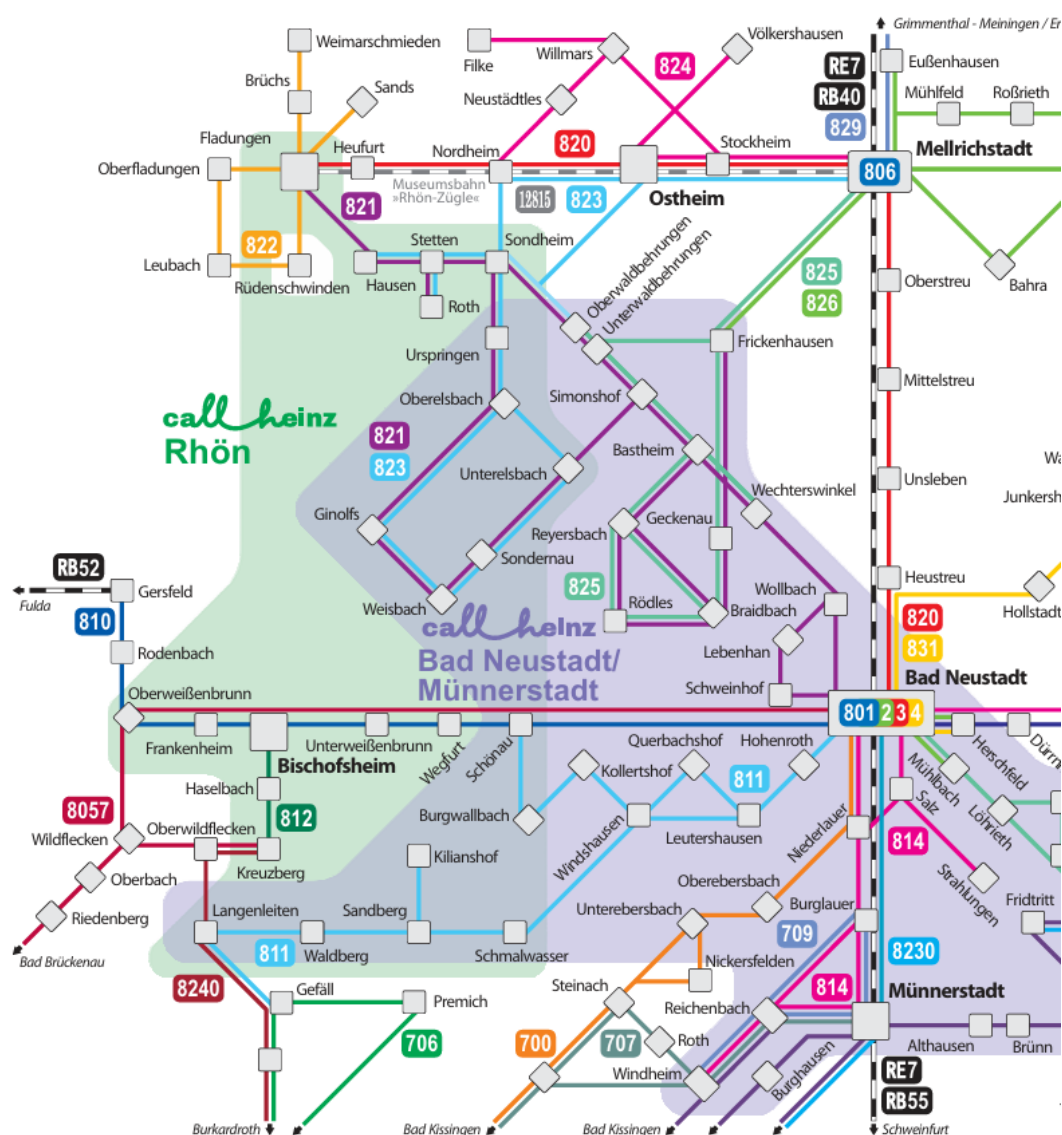 Grimmenthal - Meiningen / Er
Weimarschmieden
Völkershausen
Filke
Willmars
824
RE7
Eußenhausen
Brüchs
Sands
Neustädtles
RB40
Mühlfeld
Roßrieth
829
Fladungen
Heufurt
Nordheim
820
Stockheim
Mellrichstadt
Oberfladungen
806
Museumsbahn
»Rhön-Zügle«
821
12815
823
Ostheim
822
Stetten
Sondheim
Oberwaldbehrungen
Unterwaldbehrungen
825
826
Leubach
Rüdenschwinden
Hausen
Roth
Oberstreu
Bahra
Urspringen
Frickenhausen
Oberelsbach
Simonshof
Mittelstreu
call heinz
Rhön
821
823
Bastheim
Unterelsbach
Wechterswinkel
Unsleben
Wa
Junkersh
Ginolfs
Reyersbach
Geckenau
Sondernau
RB52
Gersfeld
Fulda
810
Weisbach
825
Rödles
Braidbach
Wollbach
Heustreu
Hollstadt
call heinz
Bad Neustadt/
Münnerstadt
820
831
Rodenbach
Lebenhan
Bad Neustadt
Oberweißenbrunn
Schweinhof
801
2
3
4
Frankenheim
Unterweißenbrunn
Wegfurt
Schönau
Querbachshof
Hohenroth
Herschfeld
Dürrn
Bischofsheim
Kollertshof
811
Mühlbach
Haselbach
Salz
Löhrieth
8057
812
Burgwallbach
Windshausen
Leutershausen
Niederlauer
814
Wildflecken
Oberwildflecken
Kreuzberg
Kilianshof
Oberbach
Oberebersbach
Strahlungen
Riedenberg
Langenleiten
Sandberg
Unterebersbach
Burglauer
Fridtritt
709
811
Waldberg
Schmalwasser
8230
Bad Brückenau
Nickersfelden
8240
Gefäll
Premich
Steinach
Reichenbach
814
Münnerstadt
706
700
707
Roth
Althausen
Brünn
Windheim
Burghausen
RE7
RB55
Burkardroth
Bad Kissingen
Bad Kissingen
Schweinfurt